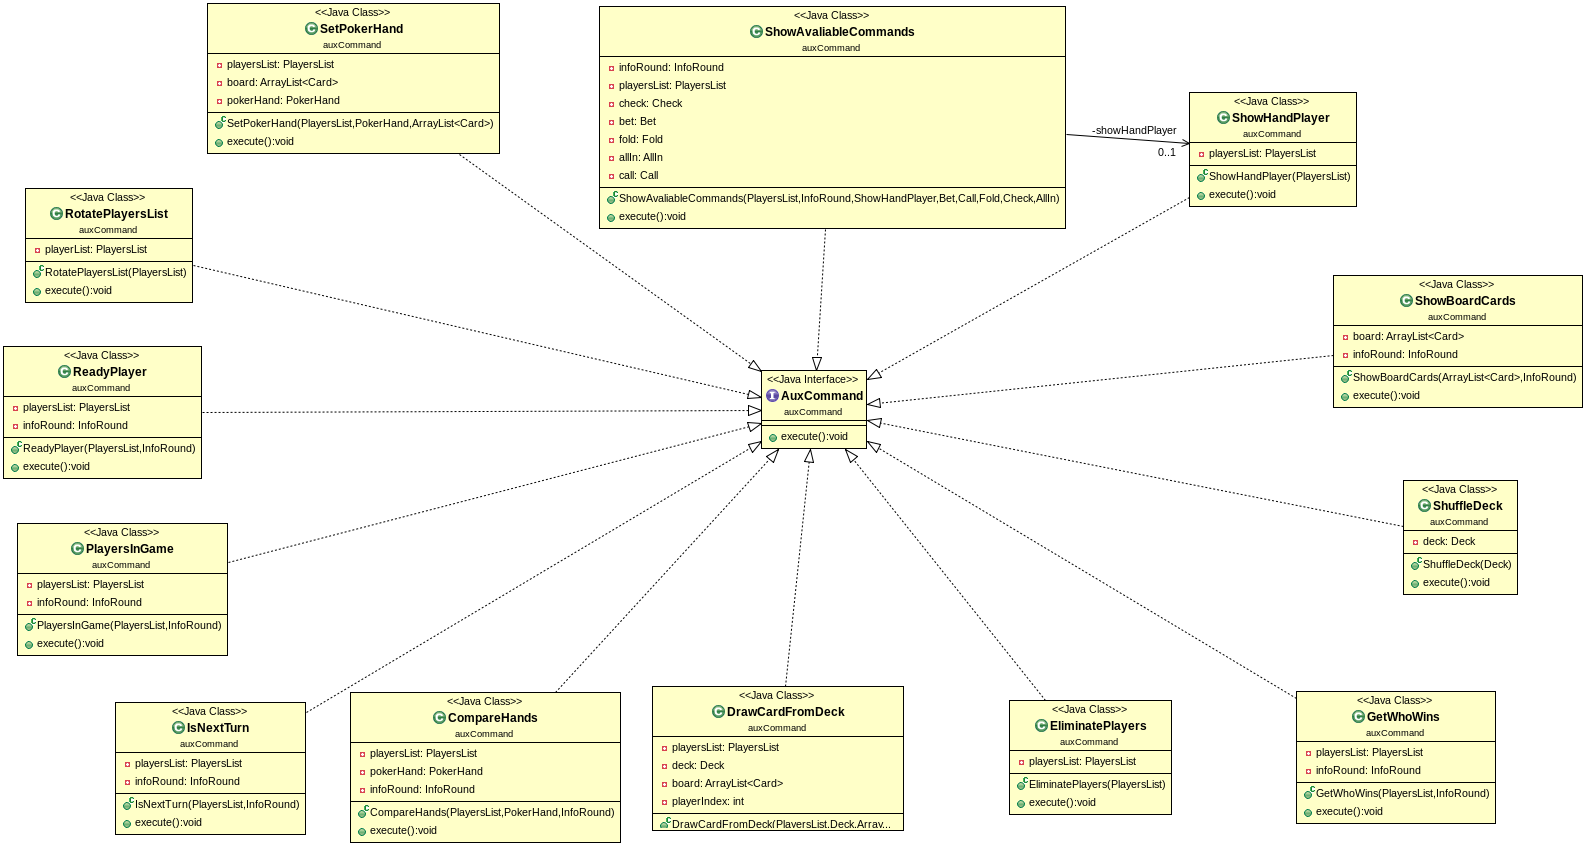 <<Java Class>>
SetPokerHand
auxCommand
playersList: PlayersList
board: ArrayList<Card>
pokerHand: PokerHand
SetPokerHand(PlayersList,PokerHand,ArrayList<Card>)
execute():void
<<Java Class>>
ShowAvaliableCommands
auxCommand
infoRound: InfoRound
playersList: PlayersList
check: Check
bet: Bet
fold: Fold
allIn: AllIn
call: Call
ShowAvaliableCommands(PlayersList,InfoRound,ShowHandPlayer,Bet,Call,Fold,Check,AllIn)
execute():void
-showHandPlayer
0..1
<<Java Class>>
ShowHandPlayer
auxCommand
playersList: PlayersList
ShowHandPlayer(PlayersList)
execute():void
<<Java Class>>
RotatePlayersList
auxCommand
playerList: PlayersList
RotatePlayersList(PlayersList)
execute():void
<<Java Class>>
ShowBoardCards
auxCommand
board: ArrayList<Card>
infoRound: InfoRound
ShowBoardCards(ArrayList<Card>,InfoRound)
execute():void
<<Java Class>>
ReadyPlayer
auxCommand
playersList: PlayersList
infoRound: InfoRound
ReadyPlayer(PlayersList,InfoRound)
execute():void
<<Java Interface>>
AuxCommand
auxCommand
execute():void
<<Java Class>>
ShuffleDeck
auxCommand
deck: Deck
ShuffleDeck(Deck)
execute():void
<<Java Class>>
PlayersInGame
auxCommand
playersList: PlayersList
infoRound: InfoRound
PlayersInGame(PlayersList,InfoRound)
execute():void
<<Java Class>>
IsNextTurn
auxCommand
playersList: PlayersList
infoRound: InfoRound
IsNextTurn(PlayersList,InfoRound)
execute():void
<<Java Class>>
CompareHands
auxCommand
playersList: PlayersList
pokerHand: PokerHand
infoRound: InfoRound
CompareHands(PlayersList,PokerHand,InfoRound)
execute():void
<<Java Class>>
DrawCardFromDeck
auxCommand
playersList: PlayersList
deck: Deck
board: ArrayList<Card>
playerIndex: int
DrawCardFromDeck(PlayersList,Deck,Array...
<<Java Class>>
EliminatePlayers
auxCommand
playersList: PlayersList
EliminatePlayers(PlayersList)
execute():void
<<Java Class>>
GetWhoWins
auxCommand
playersList: PlayersList
infoRound: InfoRound
GetWhoWins(PlayersList,InfoRound)
execute():void